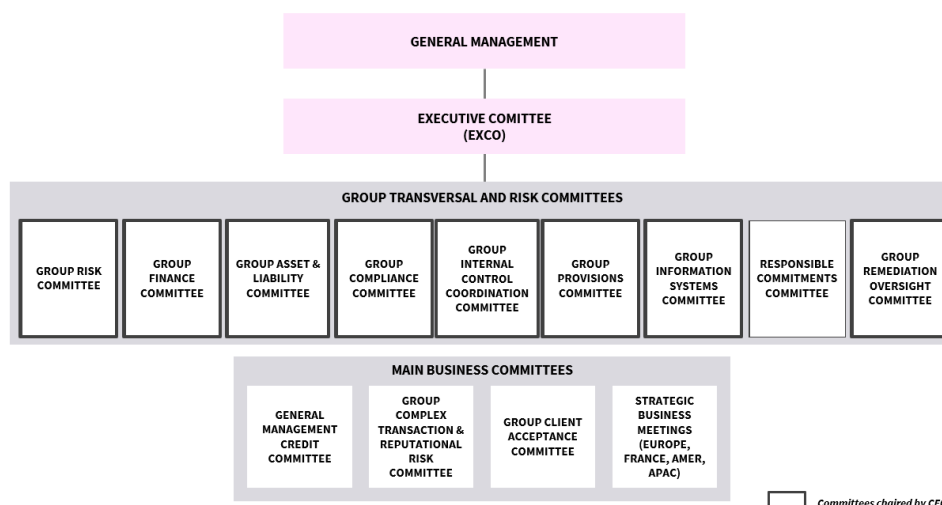 GENERAL MANAGEMENT
EXECUTIVE COMITTEE
(EXCO)
GROUP TRANSVERSAL AND RISK COMMITTEES
GROUP RISK
COMMITTEE
GROUP
FINANCE
COMMITTEE
GROUP ASSET &
LIABILITY
COMMITTEE
GROUP
COMPLIANCE
COMMITTEE
GROUP
INTERNAL
CONTROL
COORDINATION
COMMITTEE
GROUP
PROVISIONS
COMMITTEE
GROUP
INFORMATION
SYSTEMS
COMMITTEE
RESPONSIBLE
COMMITMENTS
COMMITTEE
GROUP
REMEDIATION
OVERSIGHT
COMMITTEE
MAIN BUSINESS COMMITTEES
GENERAL
MANAGEMENT
CREDIT
COMMITTEE
GROUP
COMPLEX
TRANSACTION &
REPUTATIONAL
RISK
COMMITTEE
GROUP CLIENT
ACCEPTANCE
COMMITTEE
STRATEGIC
BUSINESS
MEETINGS
(EUROPE,
FRANCE, AMER,
APAC)
Committees chaired by